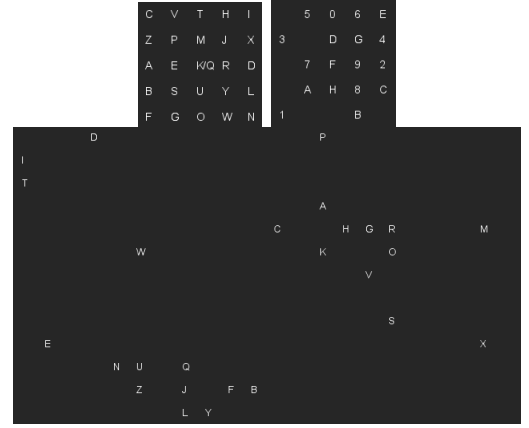 C V T H I
Z P M J X
A E K/Q R D
B S U Y L
F G O W N
5 0 6 E
3 D G 4
7 F 9 2
A H 8 C
1 B
D P
I
T
A
C H G R M
W K O
V
S
E X
N U Q
Z J F B
L Y